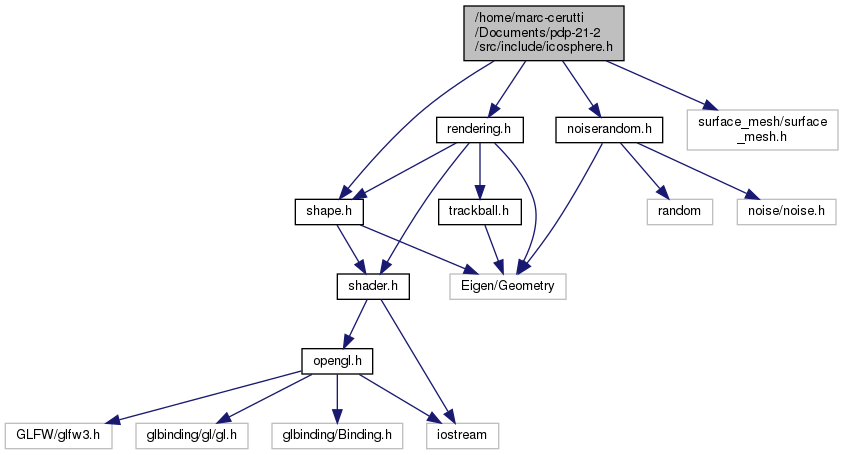 /home/marc-cerutti
/Documents/pdp-21-2
/src/include/icosphere.h
surface_mesh/surface
_mesh.h
rendering.h
noiserandom.h
shape.h
trackball.h
random
noise/noise.h
shader.h
Eigen/Geometry
opengl.h
GLFW/glfw3.h
glbinding/gl/gl.h
glbinding/Binding.h
iostream